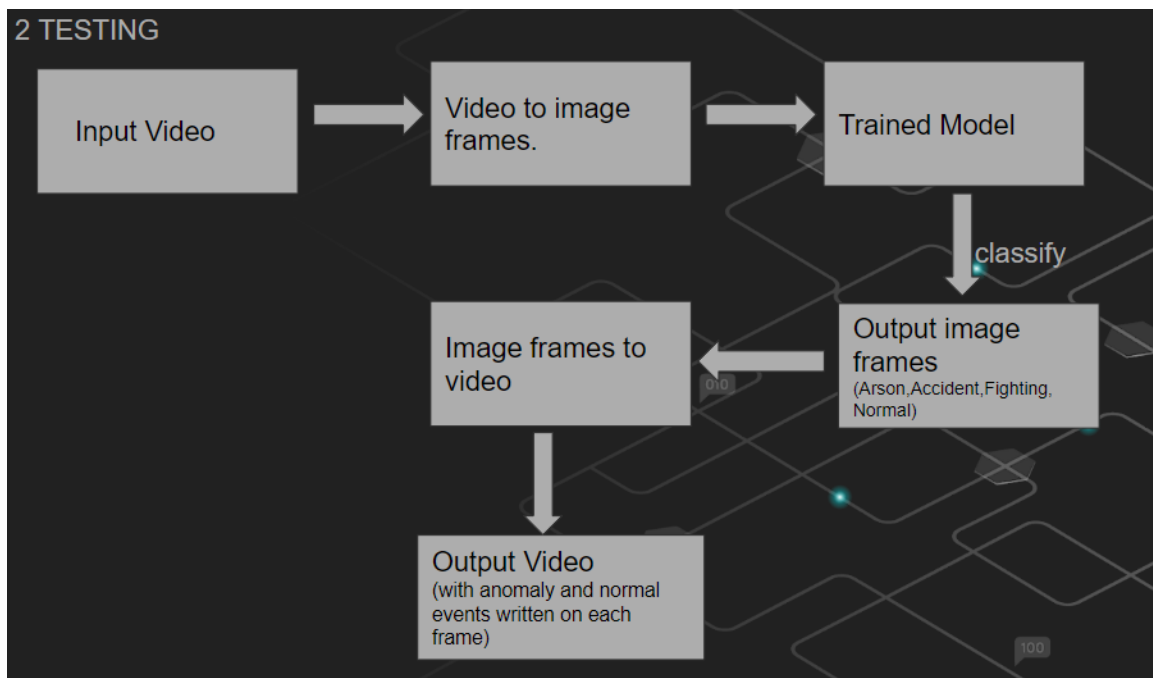 2 TESTING
Input Video
Video to image
frames.
Trained Model
classify
Output image
frames
(Arson,Accident,Fighting,
Normal)
Image frames to
video
010
Output Video
(with anomaly and normal
events written on each
frame)
100